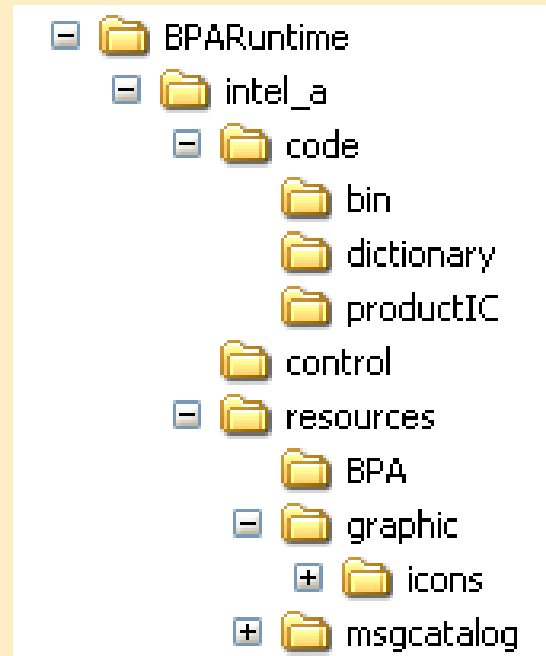 BPARuntime
intel_a
code
bin
dictionary
productIC
control
resources
BPA
graphic
icons
msgcatalog